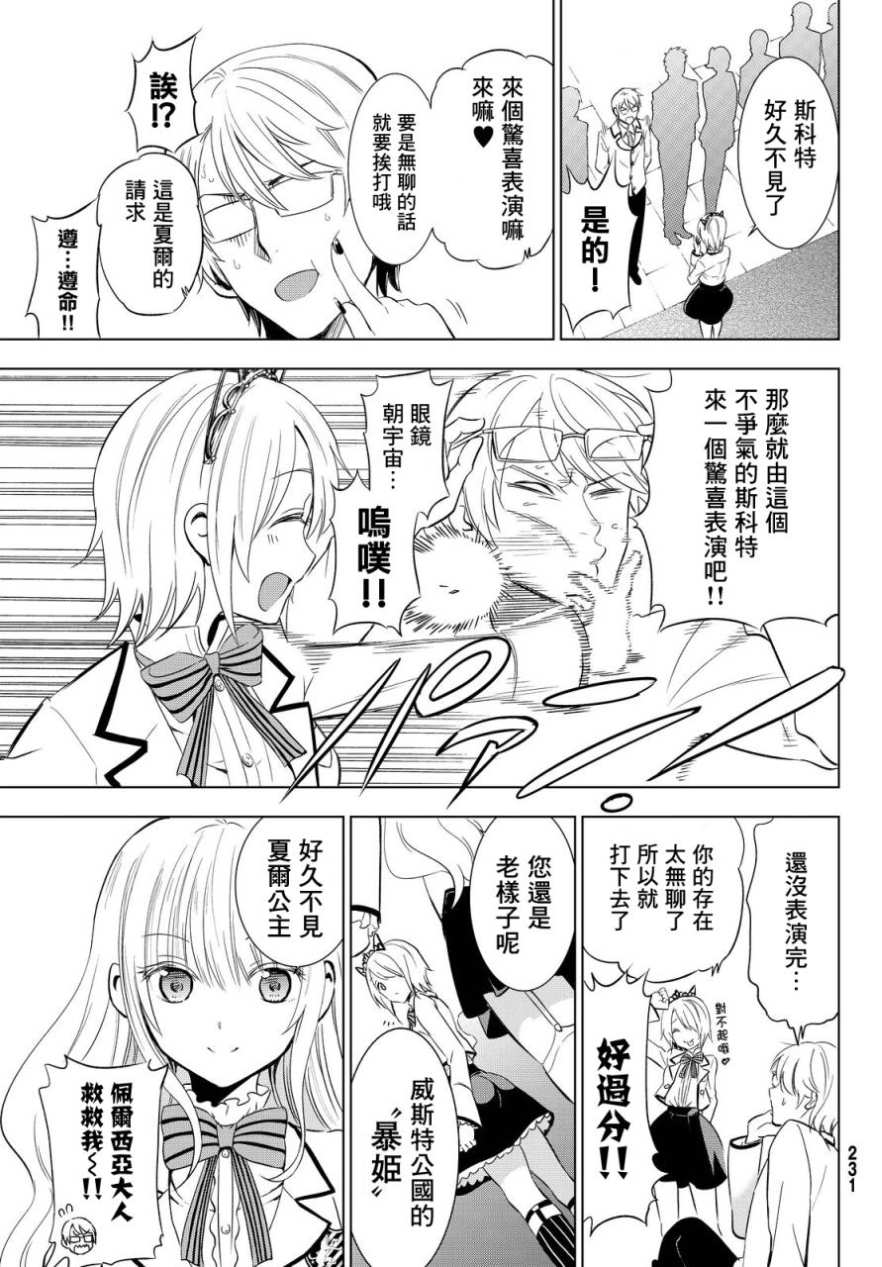 斯科特
好久不見了
是的！
來個驚喜表演嘛
來嘛♥
要是無聊的話
就要挨打哦
誒!?
這是夏爾的
請求
遵…遵命!!
那麼就由這個
不爭氣的斯科特
來一個驚喜表演吧!!
眼鏡
朝宇宙…
嗚噗!!
パァン
還沒表演完…
你的存在
太無聊了
所以就
打下去了
對不起哦♡
好過分!!
您還是
老樣子呢
威斯特公國的
〝暴姬〞
好久不見
夏爾公主
佩爾西亞大人
救救我～!!
231